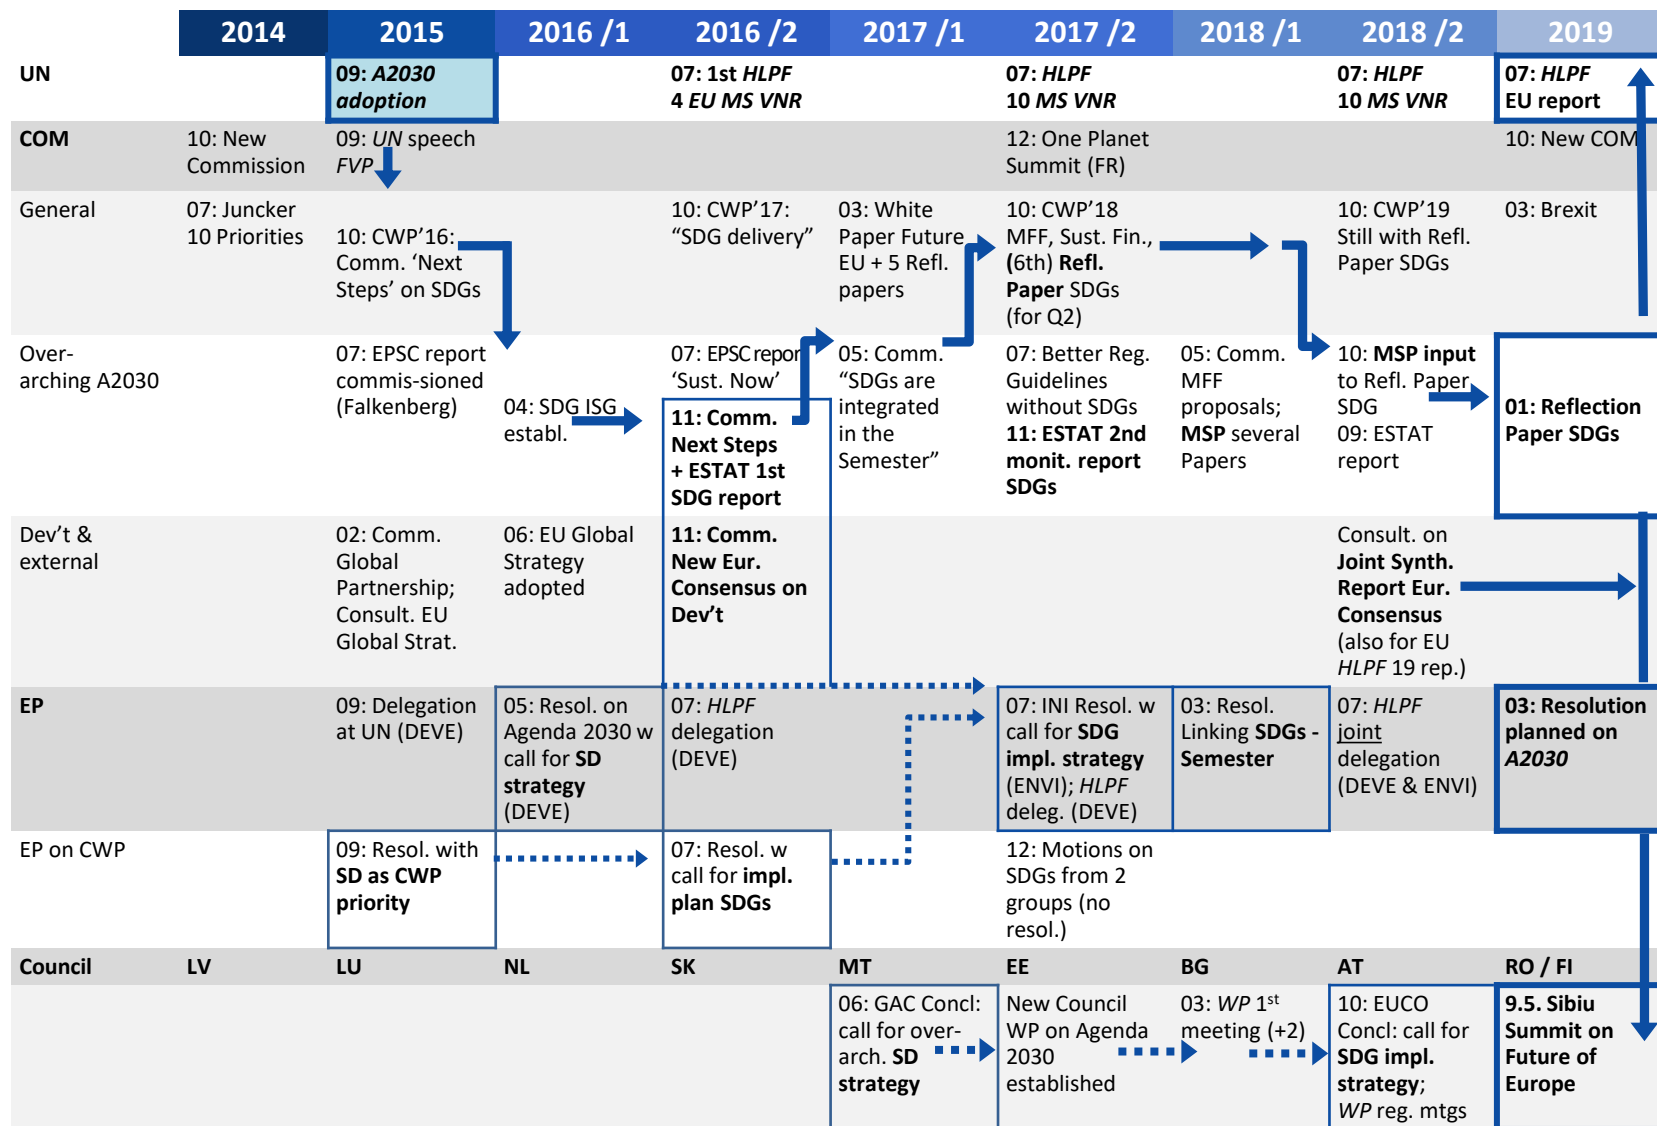 2014 2015 2016 /1 2016 /2 2017 /1 2017 /2 2018 /1 2018 /2 2019
UN
09: A2030
adoption
07: 1st HLPF
4 EU MS VNR
07: HLPF
10 MS VNR
07: HLPF
10 MS VNR
07: HLPF
EU report
COM
10: New
Commission
09: UN speech
FVP
12: One Planet
Summit (FR)
10: New COM
General
07: Juncker
10 Priorities
10: CWP’16:
Comm. ‘Next
Steps’ on SDGs
10: CWP’17:
“SDG delivery”
03: White
Paper Future
EU + 5 Refl.
papers
10: CWP’18
MFF, Sust. Fin.,
(6th) Refl.
Paper SDGs
(for Q2)
10: CWP’19
Still with Refl.
Paper SDGs
03: Brexit
Over-
arching A2030
07: EPSC report
commis-sioned
(Falkenberg)
04: SDG ISG
establ.
07: EPSC repor
‘Sust. Now’
11: Comm.
Next Steps
+ ESTAT 1st
SDG report
05: Comm.
“SDGs are
integrated
in the
Semester”
07: Better Reg.
Guidelines
without SDGs
11: ESTAT 2nd
monit. report
SDGs
05: Comm.
MFF
proposals;
MSP several
Papers
10: MSP input
to Refl. Paper
SDG
09: ESTAT
report
01: Reflection
Paper SDGs
Dev’t &
external
02: Comm.
Global
Partnership;
Consult. EU
Global Strat.
06: EU Global
Strategy
adopted
11: Comm.
New Eur.
Consensus on
Dev’t
Consult. on
Joint Synth.
Report Eur.
Consensus
(also for EU
HLPF 19 rep.)
EP
09: Delegation
at UN (DEVE)
05: Resol. on
Agenda 2030 w
call for SD
strategy
(DEVE)
07: HLPF
delegation
(DEVE)
07: INI Resol. w
call for SDG
impl. strategy
(ENVI); HLPF
deleg. (DEVE)
03: Resol.
Linking SDGs -
Semester
07: HLPF
joint
delegation
(DEVE & ENVI)
03: Resolution
planned on
A2030
EP on CWP
09: Resol. with
SD as CWP
priority
07: Resol. w
call for impl.
plan SDGs
12: Motions on
SDGs from 2
groups (no
resol.)
Council LV LU NL SK MT EE BG AT RO / FI
06: GAC Concl:
call for over-
arch. SD
strategy
New Council
WP on Agenda
2030
established
03: WP 1st
meeting (+2)
10: EUCO
Concl: call for
SDG impl.
strategy;
WP reg. mtgs
9.5. Sibiu
Summit on
Future of
Europe